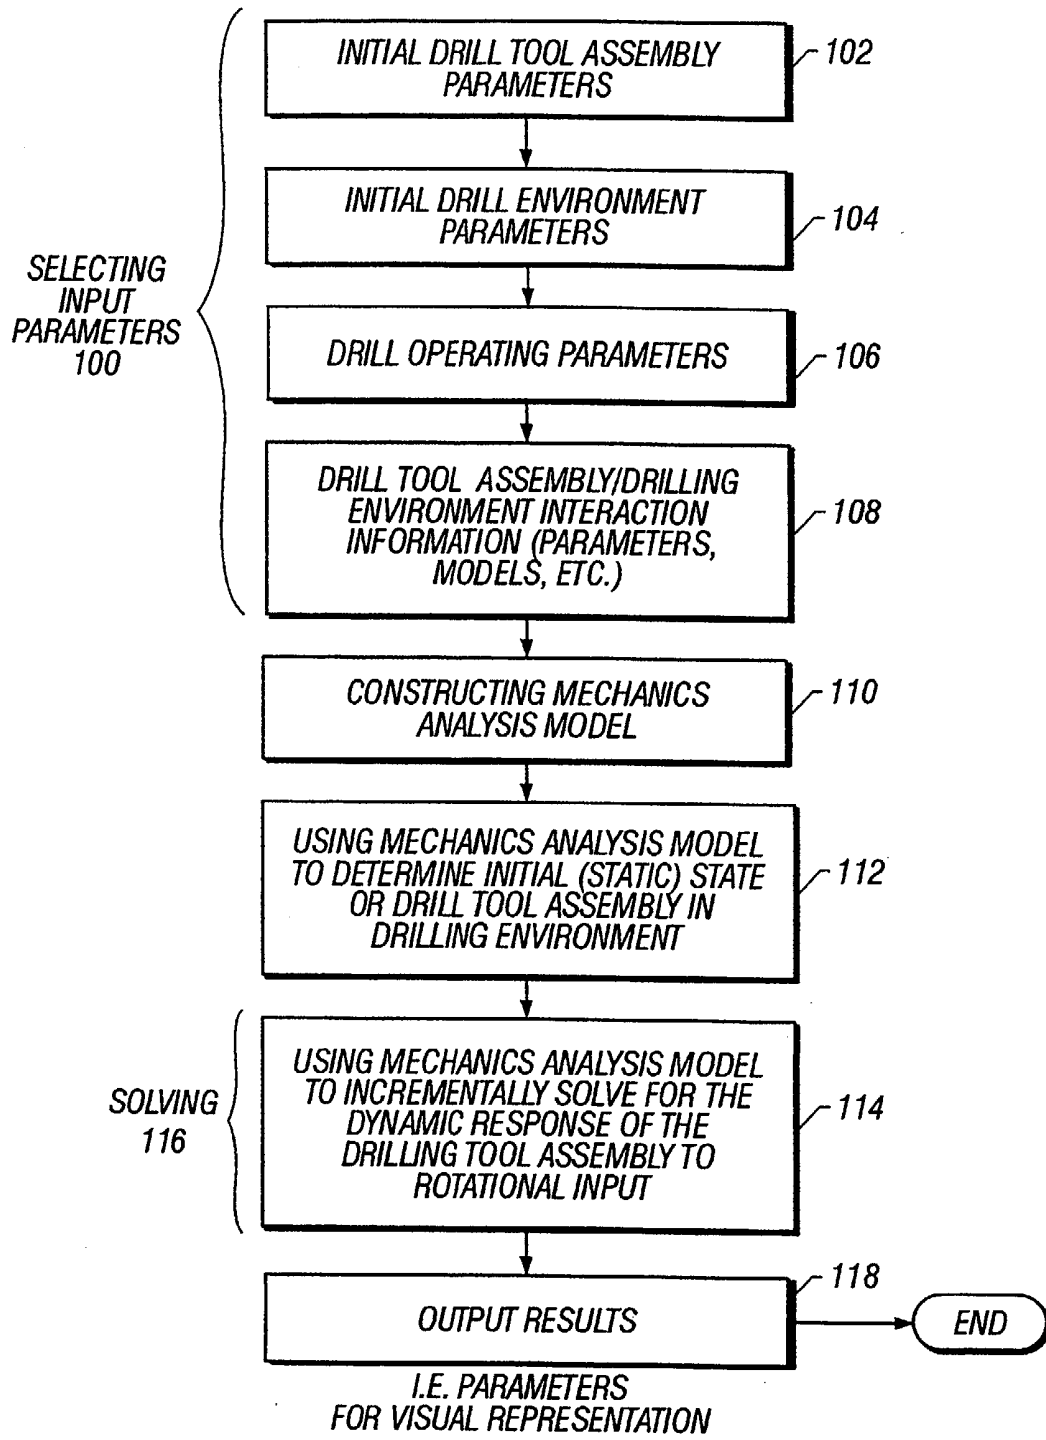 INITIAL DRILL TOOL ASSEMBLY
PARAMETERS
102
INITIAL DRILL ENVIRONMENT
PARAMETERS
104
SELECTING
INPUT
PARAMETERS
100
DRILL OPERATING PARAMETERS
106
DRILL TOOL ASSEMBLY/DRILLING
ENVIRONMENT INTERACTION
INFORMATION (PARAMETERS,
MODELS, ETC.)
108
CONSTRUCTING MECHANICS
ANALYSIS MODEL
110
USING MECHANICS ANALYSIS MODEL
TO DETERMINE INITIAL (STATIC) STATE
OR DRILL TOOL ASSEMBLY IN
DRILLING ENVIRONMENT
112
SOLVING
116
USING MECHANICS ANALYSIS MODEL
TO INCREMENTALLY SOLVE FOR THE
DYNAMIC RESPONSE OF THE
DRILLING TOOL ASSEMBLY TO
ROTATIONAL INPUT
114
OUTPUT RESULTS
118
END
I.E. PARAMETERS
FOR VISUAL REPRESENTATION